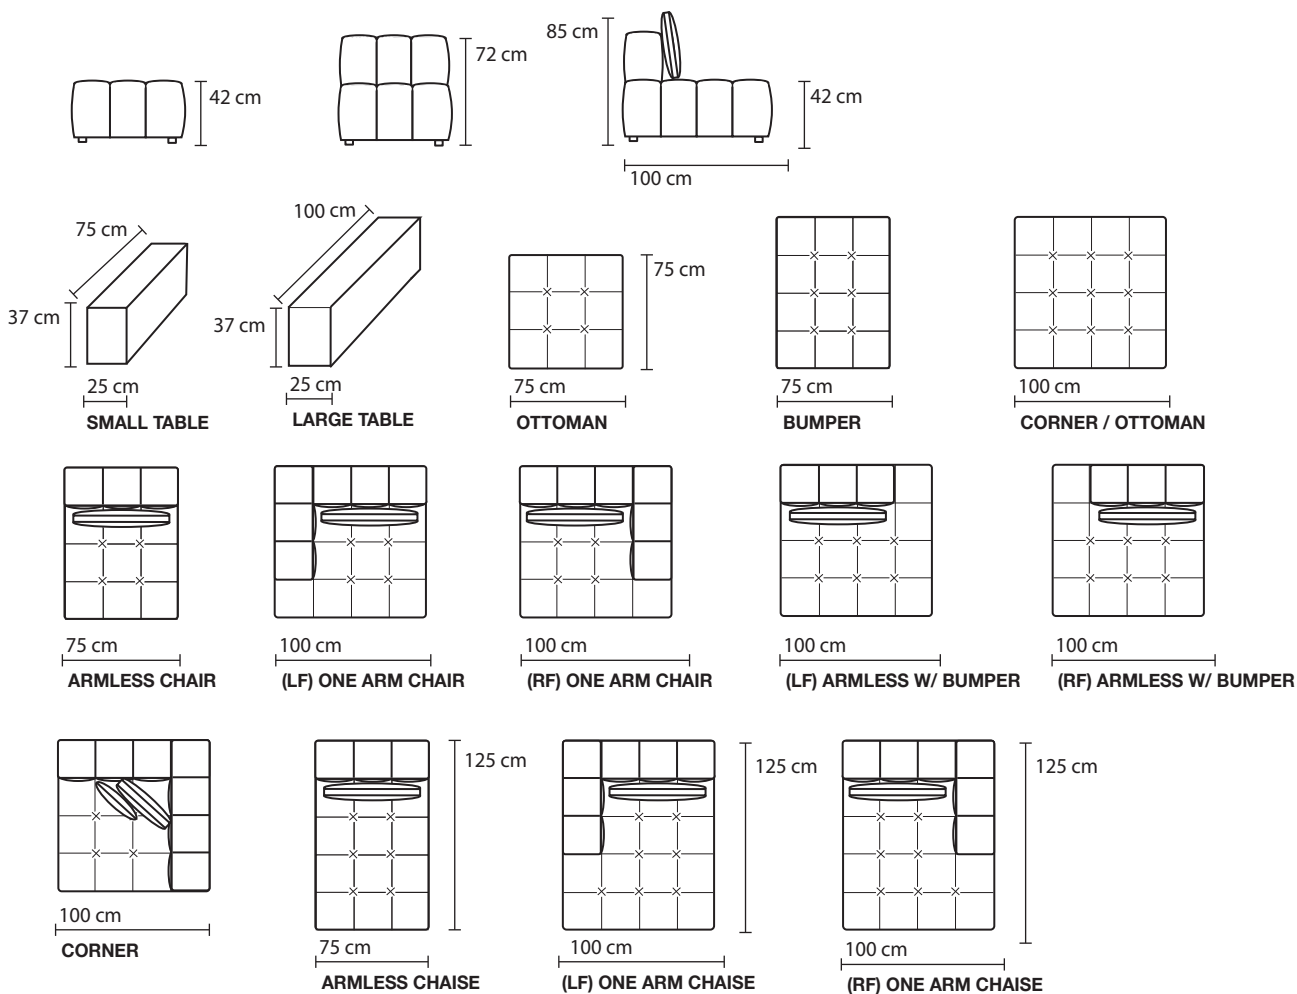 85 cm
72 cm
42 cm
42 cm
100 cm
75 cm
100 cm
75 cm
37 cm
37 cm
25 cm
25 cm
75 cm
75 cm
100 cm
SMALL TABLE
LARGE TABLE
OTTOMAN
BUMPER
CORNER / OTTOMAN
75 cm
100 cm
100 cm
100 cm
100 cm
ARMLESS CHAIR
(LF) ONE ARM CHAIR
(RF) ONE ARM CHAIR
(LF) ARMLESS W/ BUMPER
(RF) ARMLESS W/ BUMPER
125 cm
125 cm
125 cm
100 cm
75 cm
100 cm
100 cm
CORNER
ARMLESS CHAISE
(LF) ONE ARM CHAISE
(RF) ONE ARM CHAISE